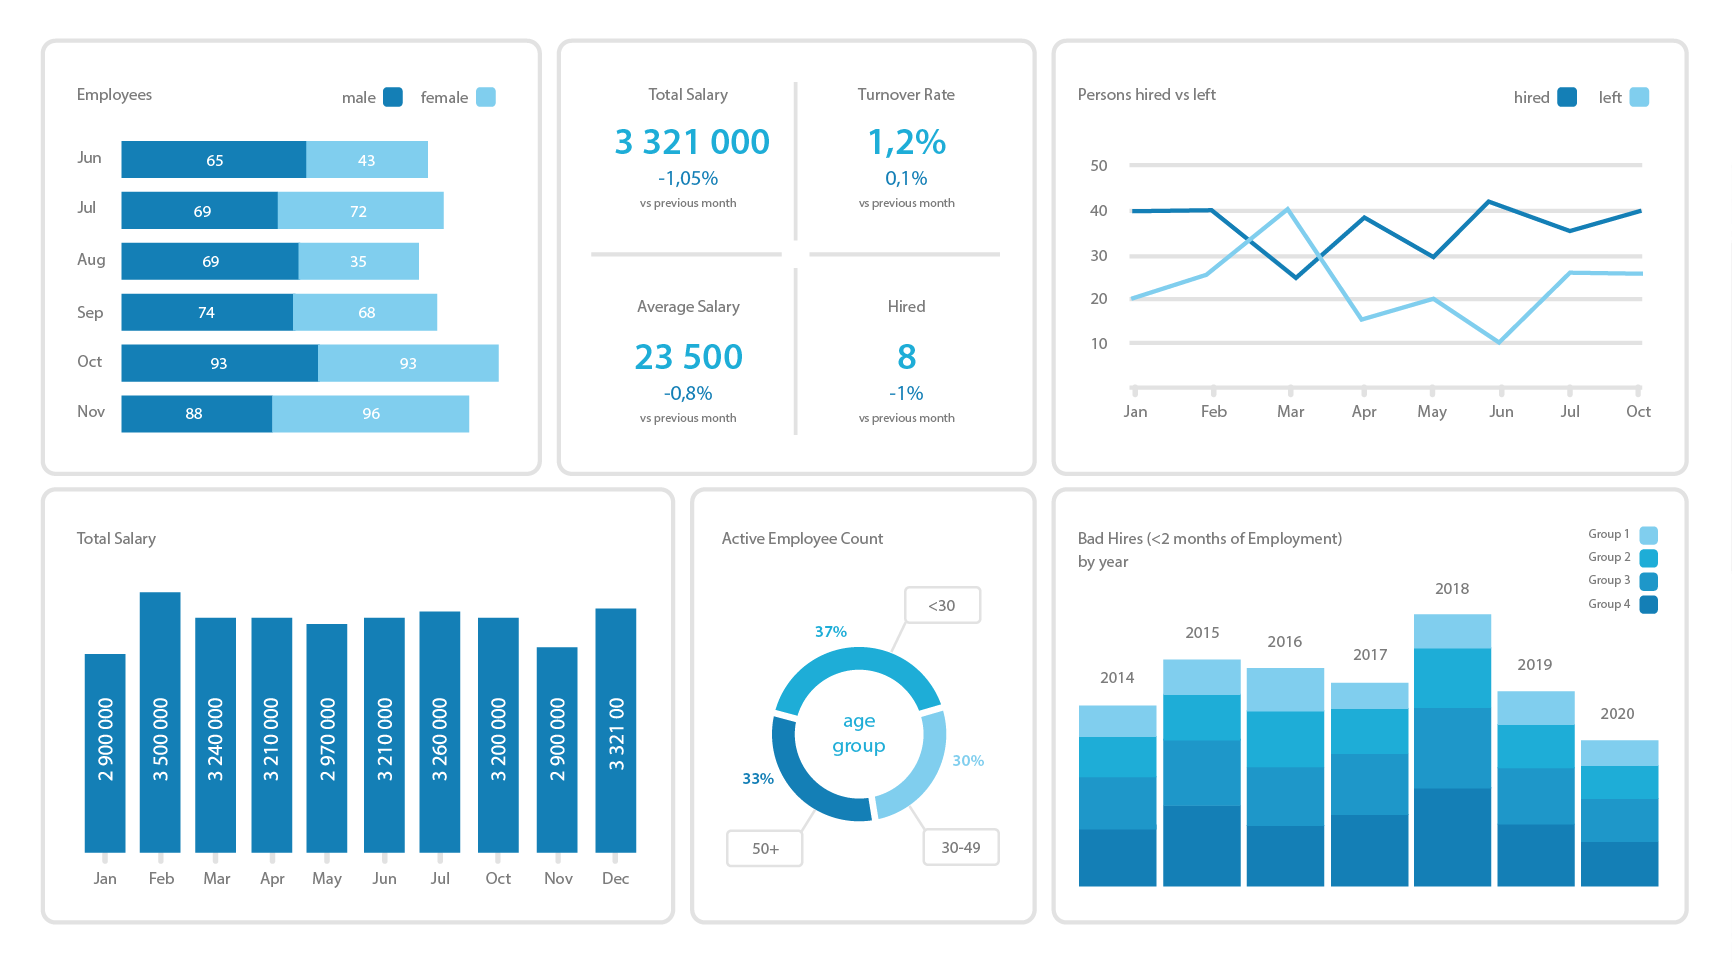 Employees
male female
Jun 65 43
Jul 69 72
Aug 69 35
Sep 74 68
Oct 93 93
Nov 88 96
Total Salary
3 321 000
-1,05%
vs previous month
Turnover Rate
1,2%
0,1%
vs previous month
Average Salary
23 500
-0,8%
vs previous month
Hired
8
-1%
vs previous month
Persons hired vs left
hired left
50
40
30
20
10
Jan Feb Mar Apr May Jun Jul Oct
Total Salary
2 900 000
3 500 000
3 240 000
3 210 000
2 970 000
3 210 000
3 260 000
3 200 000
2 900 000
3 321 00
Jan Feb Mar Apr May Jun Jul Oct Nov Dec
Active Employee Count
<30
37%
age
group
30%
33%
50+
30-49
Bad Hires (<2 months of Employment)
by year
Group 1
Group 2
Group 3
Group 4
2014
2015
2016
2017
2018
2019
2020